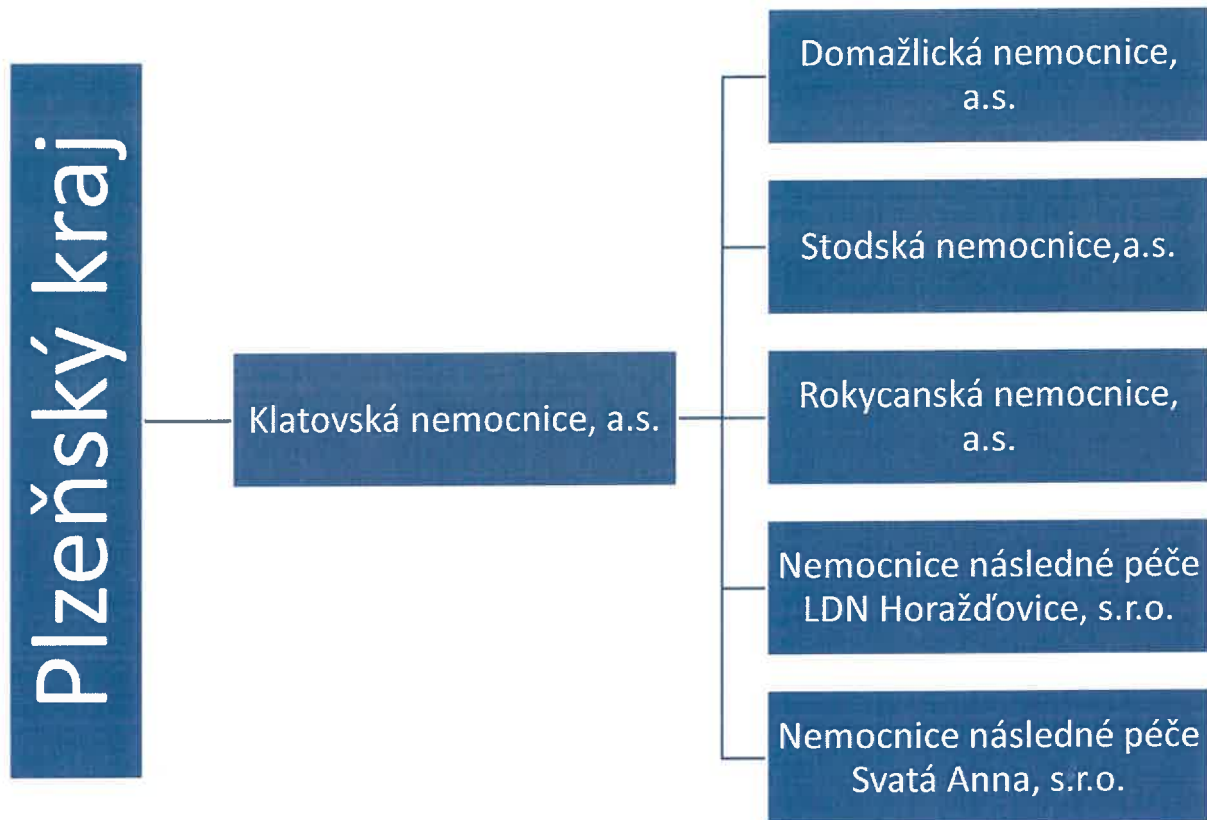 Plzeňský kraj
Klatovská nemocnice, a.s.
Domažlická nemocnice,
a.s.
Stodská nemocnice,a.s.
Rokycanská nemocnice,
a.s.
Nemocnice následné péče
LDN Horažďovice, s.r.o.
Nemocnice následné péče
Svatá Anna, s.r.o.